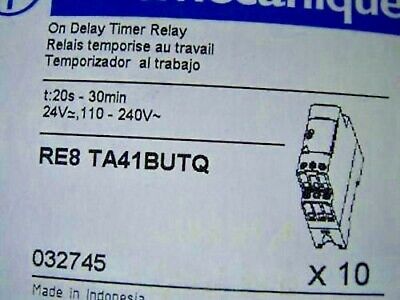 On Delay Timer Relay
Relais temporise au travail
Temporizador al trabajo
t:20s - 30min
24V≂,110 - 240V~
RE8 TA41BUTQ
032745
X 10
Made in Indonesia